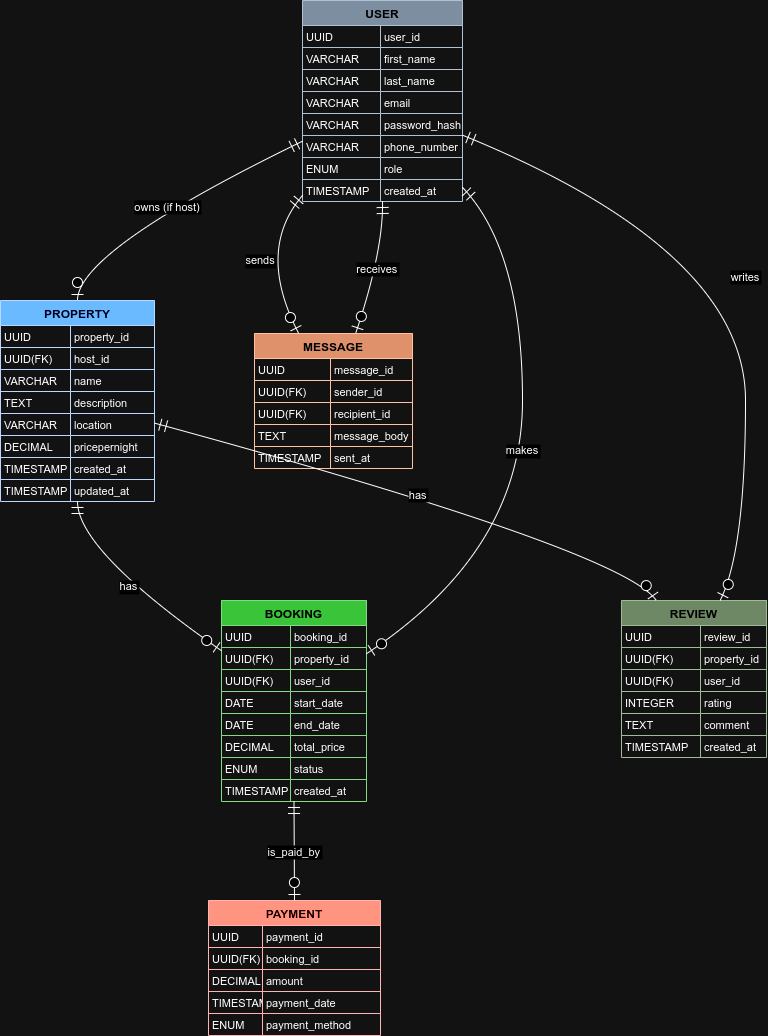 USER
UUID user_id
VARCHAR first_name
VARCHAR last_name
VARCHAR email
VARCHAR password_hash
VARCHAR phone_number
ENUM role
TIMESTAMP created_at
owns (if host)
sends
receives
writes
PROPERTY
UUID property_id
UUID(FK) host_id
VARCHAR name
TEXT description
VARCHAR location
DECIMAL pricepernight
TIMESTAMP created_at
TIMESTAMP updated_at
MESSAGE
UUID message_id
UUID(FK) sender_id
UUID(FK) recipient_id
TEXT message_body
TIMESTAMP sent_at
makes
has
has
BOOKING
UUID booking_id
UUID(FK) property_id
UUID(FK) user_id
DATE start_date
DATE end_date
DECIMAL total_price
ENUM status
TIMESTAMP created_at
REVIEW
UUID review_id
UUID(FK) property_id
UUID(FK) user_id
INTEGER rating
TEXT comment
TIMESTAMP created_at
is_paid_by
PAYMENT
UUID payment_id
UUID(FK) booking_id
DECIMAL amount
TIMESTAM payment_date
ENUM payment_method